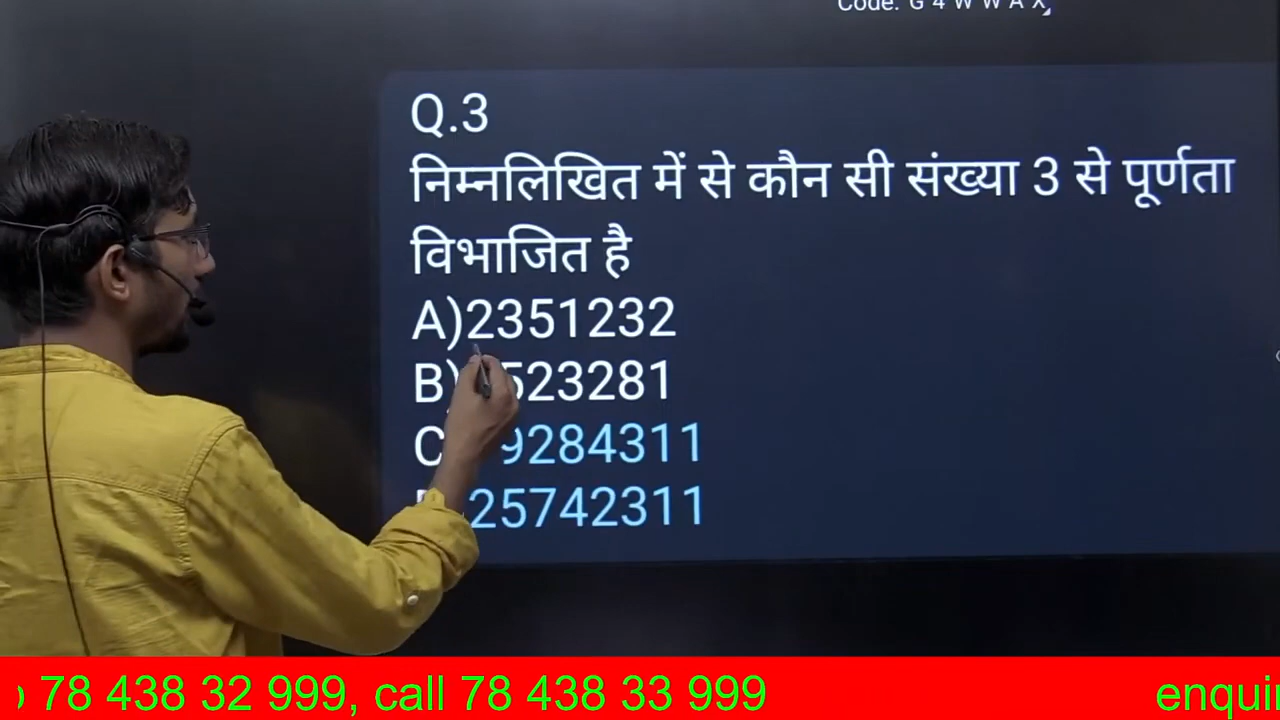 Code: G 4 W W A X
Q.3
निम्नलिखित में से कौन सी संख्या 3 से पूर्णता
विभाजित है
A)2351232
B) 523281
C 9284311
25742311
78 438 32 999, call 78 438 33 999